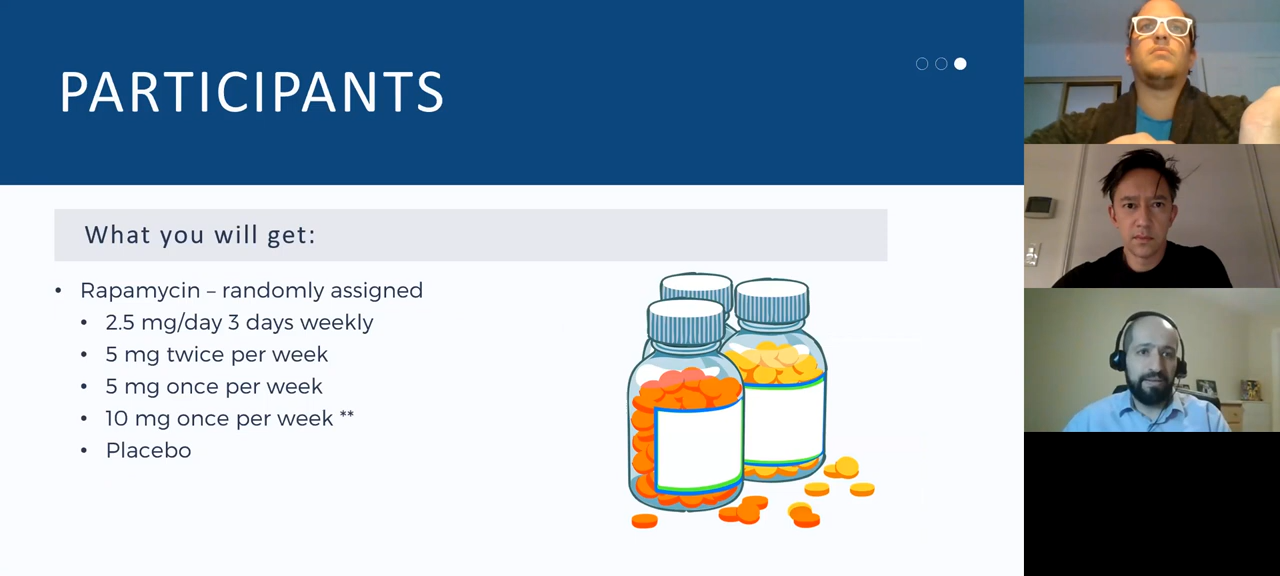 PARTICIPANTS
What you will get:
• Rapamycin – randomly assigned
• 2.5 mg/day 3 days weekly
• 5 mg twice per week
• 5 mg once per week
• 10 mg once per week **
• Placebo